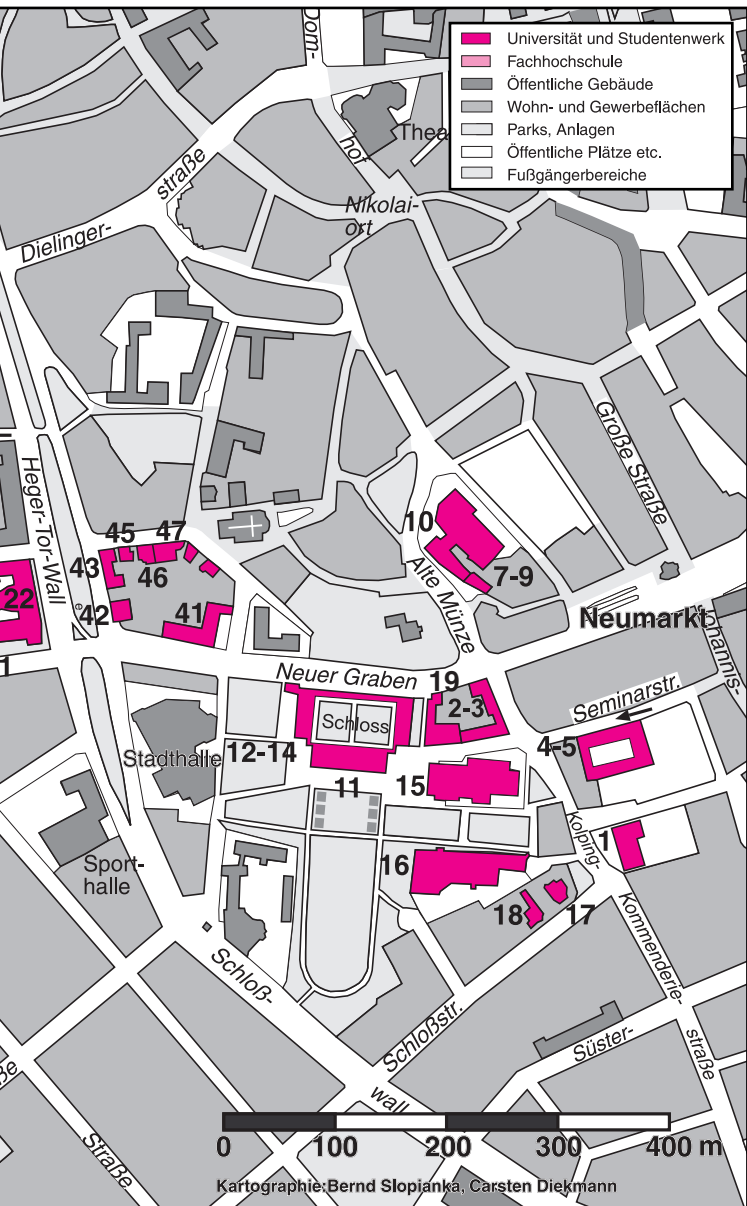 Dom-
hof
Universität und Studentenwerk
Fachhochschule
Öffentliche Gebäude
Wohn- und Gewerbeflächen
Parks, Anlagen
Öffentliche Plätze etc.
Fußgängerbereiche
Thea
straße
Dielinger-
Nikolai-
ort
Große Straße
Heger-Tor-Wall
45
47
43
46
42
41
22
1
e
10
7-9
Alte Münze
Neumarkt
Johannis-
Neuer Graben
19
2-3
Seminarstr.
Schloss
Stadthalle
12-14
4-5
11
15
Kolping-
1
16
Sport-
halle
18
17
Kommenderie-
straße
Schloß-
wall
Schloßstr.
Süster-
Straße
0 100 200 300 400 m
Kartographie:Bernd Slopianka, Carsten Diekmann